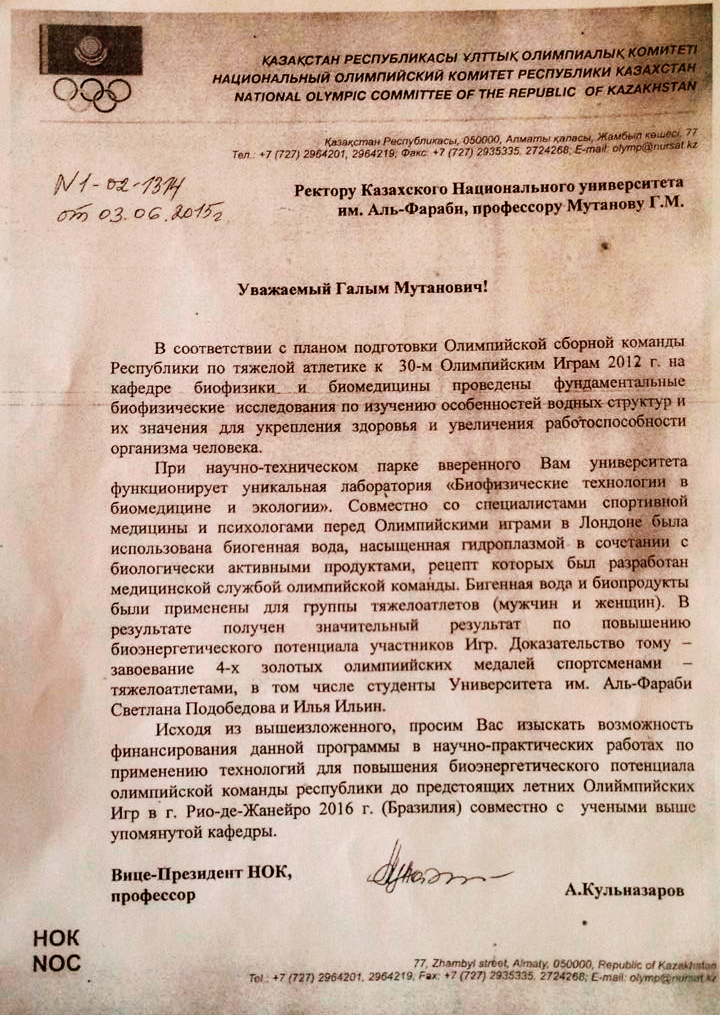 ҚАЗАҚСТАН РЕСПУБЛИКАСЫ ҰЛТТЫҚ ОЛИМПИАЛЫҚ КОМИТЕТІ
НАЦИОНАЛЬНЫЙ ОЛИМПИЙСКИЙ КОМИТЕТ РЕСПУБЛИКИ КАЗАХСТАН
NATIONAL OLYMPIC COMMITTEE OF THE REPUBLIC OF KAZAKHSTAN
Қазақстан Республикасы, 050000, Алматы қаласы, Жамбыл көшесі, 77
Тел.: +7 (727) 2964201, 2964219; Факс: +7 (727) 2935335, 2724268; E-mail: olymp@nursat.kz
N1-02-1374
от 03.06.2015г
Ректору Казахского Национального университета
им. Аль-Фараби, профессору Мутанову Г.М.
Уважаемый Галым Мутанович!
В соответствии с планом подготовки Олимпийской сборной команды
Республики по тяжелой атлетике к 30-м Олимпийским Играм 2012 г. на
кафедре биофизики и биомедицины проведены фундаментальные
биофизические исследования по изучению особенностей водных структур и
их значения для укрепления здоровья и увеличения работоспособности
организма человека.
При научно-техническом парке вверенного Вам университета
функционирует уникальная лаборатория «Биофизические технологии в
биомедицине и экологии». Совместно со специалистами спортивной
медицины и психологами перед Олимпийскими играми в Лондоне была
использована биогенная вода, насыщенная гидроплазмой в сочетании с
биологически активными продуктами, рецепт которых был разработан
медицинской службой олимпийской команды. Бигенная вода и биопродукты
были применены для группы тяжелоатлетов (мужчин и женщин). В
результате получен значительный результат по повышению
биоэнергетического потенциала участников Игр. Доказательство тому –
завоевание 4-х золотых олимпиийских медалей спортсменами –
тяжелоатлетами, в том числе студенты Университета им. Аль-Фараби
Светлана Подобедова и Илья Ильин.
Исходя из вышеизложенного, просим Вас изыскать возможность
финансирования данной программы в научно-практических работах по
применению технологий для повышения биоэнергетического потенциала
олимпийской команды республики до предстоящих летних Олиймпийских
Игр в г. Рио-де-Жанейро 2016 г. (Бразилия) совместно с учеными выше
упомянутой кафедры.
Вице-Президент НОК,
профессор
А.Кульназаров
НОК
NOC
77, Zhambyl street, Almaty, 050000, Republic of Kazakhstan
Tel.: +7 (727) 2964201, 2964219; Fax: +7 (727) 2935335, 2724268; E-mail: olymp@nursat.kz